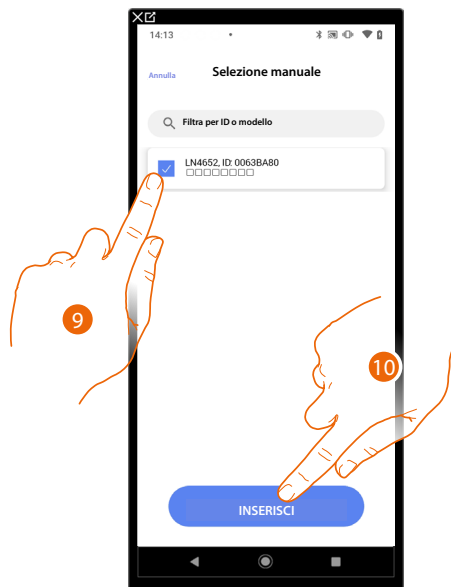 14:13
Annulla
Selezione manuale
Filtra per ID o modello
LN4652, ID: 0063BA80
□□□□□□□□
9
10
INSERISCI